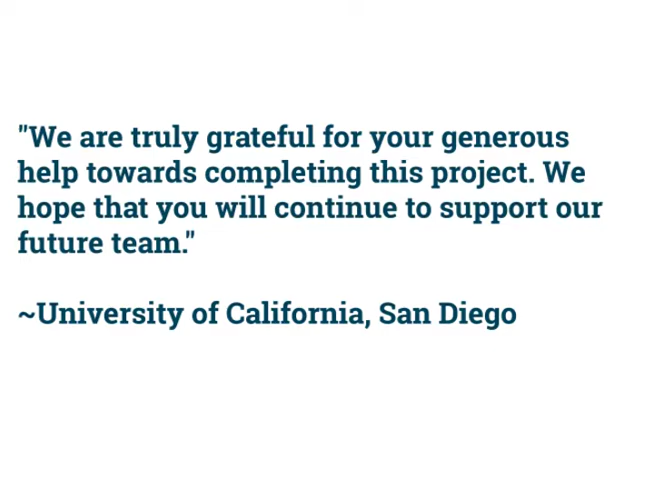 "We are truly grateful for your generous
help towards completing this project. We
hope that you will continue to support our
future team."
~University of California, San Diego